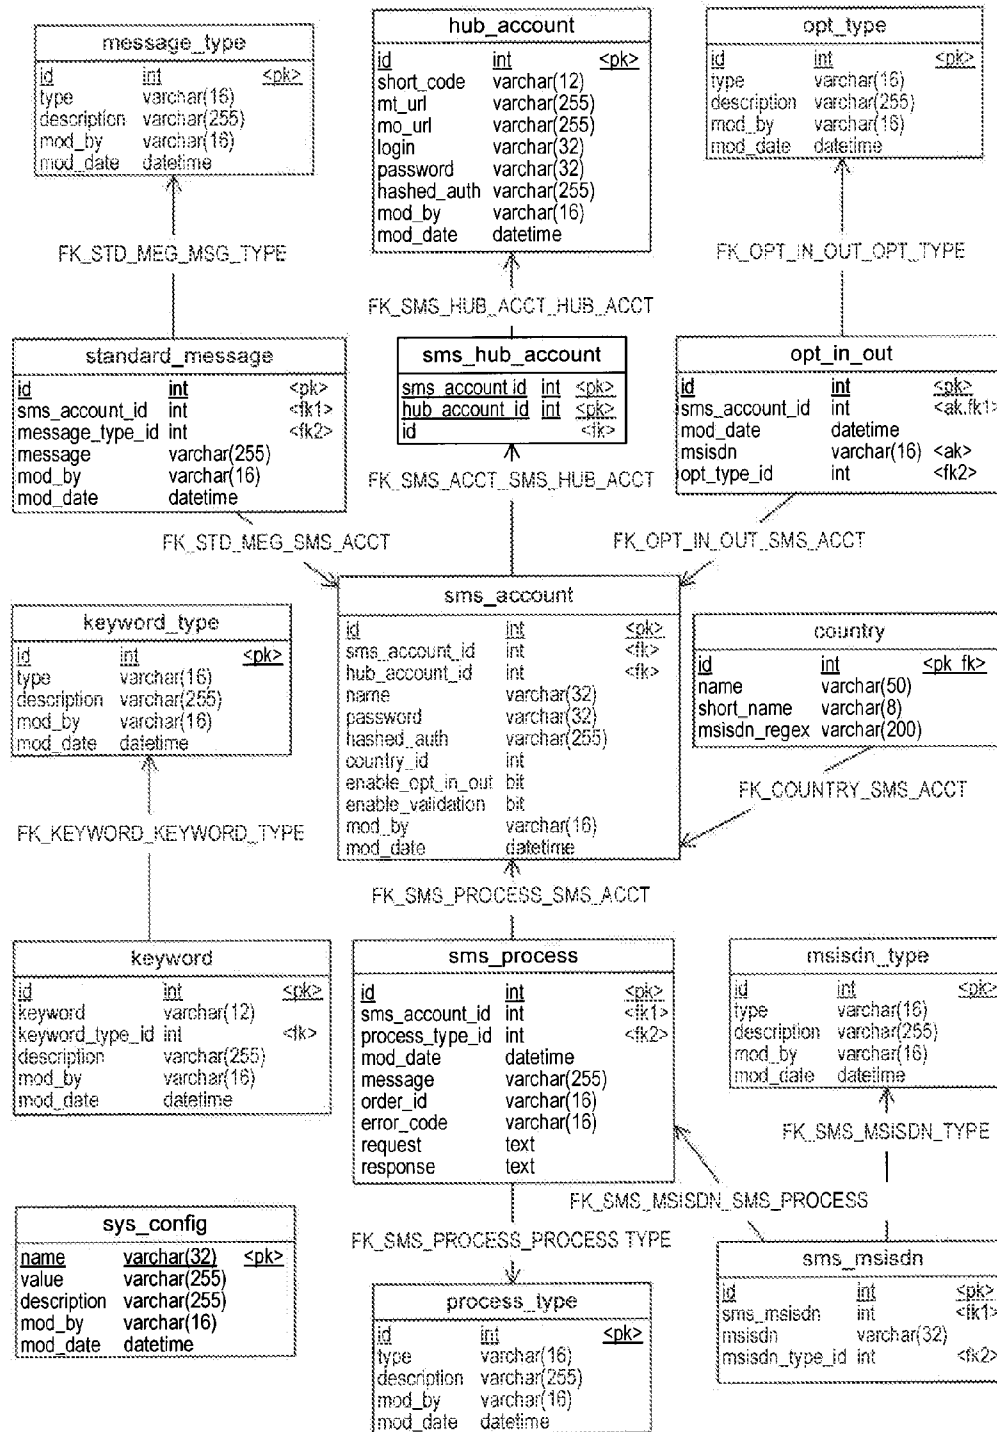 message_type
id int <pk>
type varchar(16)
description varchar(255)
mod_by varchar(16)
mod_date datetime
hub_account
id int <pk>
short_code varchar(12)
mt_url varchar(255)
mo_url varchar(255)
login varchar(32)
password varchar(32)
hashed_auth varchar(255)
mod_by varchar(16)
mod_date datetime
opt_type
id int <pk>
type varchar(16)
description varchar(255)
mod_by varchar(16)
mod_date datetime
FK_STD_MEG_MSG_TYPE
FK_SMS_HUB_ACCT_HUB_ACCT
FK_OPT_IN_OUT_OPT_TYPE
standard_message
id int <pk>
sms_account_id int <fk1>
message_type_id int <fk2>
message varchar(255)
mod_by varchar(16)
mod_date datetime
sms_hub_account
sms_account id int <pk>
hub_account_id int <pk>
id <fk>
opt_in_out
id int <pk>
sms_account_id int <ak.fk1>
mod_date datetime
msisdn varchar(16) <ak>
opt_type_id int <fk2>
FK_SMS_ACCT_SMS_HUB_ACCT
FK_STD_MEG_SMS_ACCT
FK_OPT_IN_OUT_SMS_ACCT
keyword_type
id int <pk>
type varchar(16)
description varchar(255)
mod_by varchar(16)
mod_date datetime
sms_account
id int <pk>
sms_account_id int <fk>
hub_account_id int <fk>
name varchar(32)
password varchar(32)
hashed_auth varchar(255)
country_id int
enable_opt_in_out bit
enable_validation bit
mod_by varchar(16)
mod_date datetime
country
id int <pk fk>
name varchar(50)
short_name varchar(8)
msisdn_regex varchar(200)
FK_COUNTRY_SMS_ACCT
FK_KEYWORD_KEYWORD_TYPE
FK_SMS_PROCESS_SMS_ACCT
keyword
id int <pk>
keyword varchar(12)
keyword_type_id int <fk>
description varchar(255)
mod_by varchar(16)
mod_date datetime
sms_process
id int <pk>
sms_account_id int <fk1>
process_type_id int <fk2>
mod_date datetime
message varchar(255)
order_id varchar(16)
error_code varchar(16)
request text
response text
msisdn_type
id int <pk>
type varchar(16)
description varchar(255)
mod_by varchar(16)
mod_date datetime
FK_SMS_MSISDN_TYPE
FK_SMS_MSISDN_SMS_PROCESS
sys_config
name varchar(32) <pk>
value varchar(255)
description varchar(255)
mod_by varchar(16)
mod_date datetime
FK_SMS_PROCESS_PROCESS TYPE
process_type
id int <pk>
type varchar(16)
description varchar(255)
mod_by varchar(16)
mod_date datetime
sms_msisdn
id int <pk>
sms_msisdn int <fk1>
msisdn varchar(32)
msisdn_type_id int <fk2>